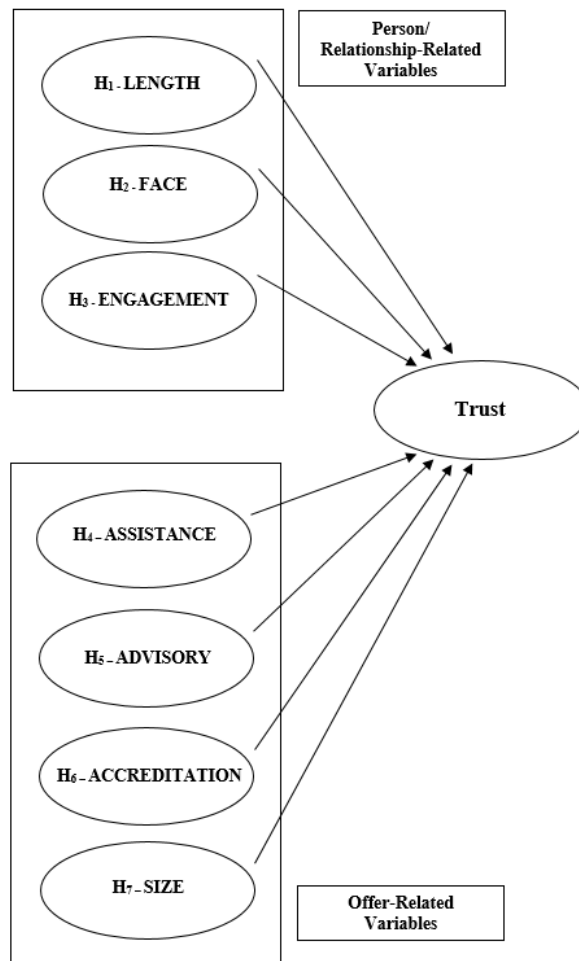 Person/
Relationship-Related
Variables
H₁ - LENGTH
H₂ - FACE
H₃ - ENGAGEMENT
Trust
H₄ – ASSISTANCE
H₅ – ADVISORY
H₆ – ACCREDITATION
H₇ – SIZE
Offer-Related
Variables